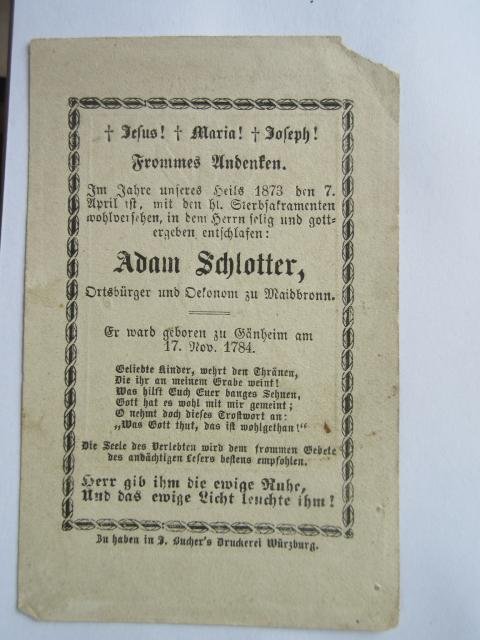 † Jesus! † Maria! † Joseph!
Frommes Andenken.
Im Jahre unseres Heils 1873 den 7.
April ist, mit den hl. Sterbsakramenten
wohlversehen, in dem Herrn selig und gott-
ergeben entschlafen:
Adam Schlotter,
Ortsbürger und Oekonom zu Maidbronn.
Er ward geboren zu Gänheim am
17. Nov. 1784.
Geliebte Kinder, wehrt den Thränen,
Die ihr an meinem Grabe weint!
Was hilft Euch Euer banges Sehnen,
Gott hat es wohl mit mir gemeint;
O nehmt doch dieses Trostwort an:
„Was Gott thut, das ist wohlgethan!“
Die Seele des Verlebten wird dem frommen Gebete
des andächtigen Lesers bestens empfohlen.
Herr gib ihm die ewige Ruhe,
Und das ewige Licht leuchte ihm!
Zu haben in J. Bucher's Druckerei Würzburg.